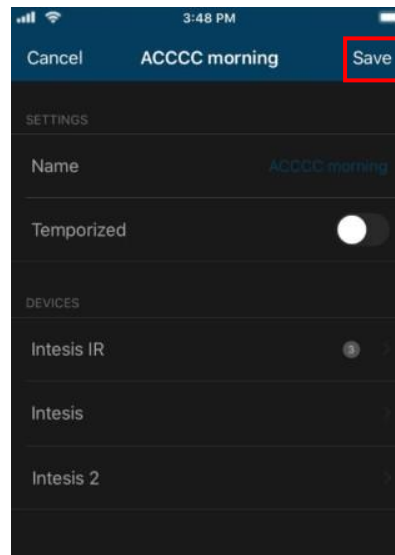 3:48 PM
Cancel ACCCC morning Save
SETTINGS
Name ACCCC morning
Temporized
DEVICES
Intesis IR 3
Intesis
Intesis 2